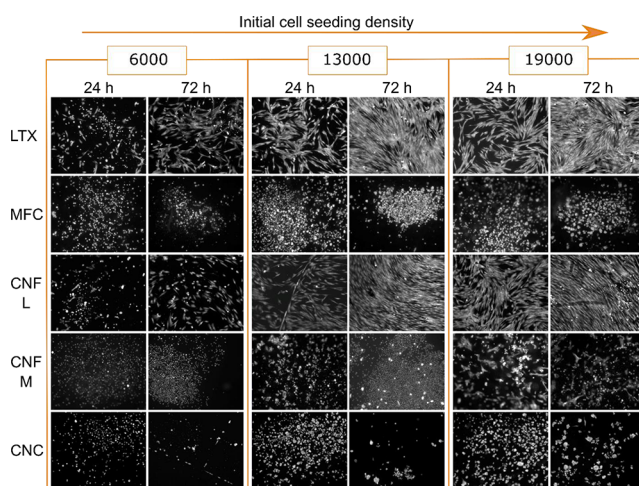 Initial cell seeding density
6000
13000
19000
24 h
72 h
24 h
72 h
24 h
72 h
LTX
MFC
CNF
L
CNF
M
CNC